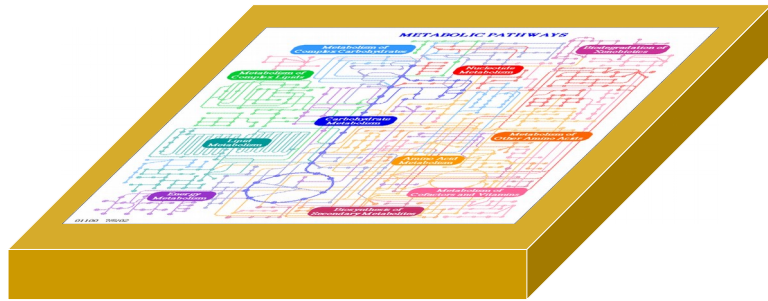 METABOLIC PATHWAYS
Metabolism of
Complex Carbohydrates
Biodegradation of
Xenobiotics
Metabolism of
Complex Lipids
Nucleotide
Metabolism
Carbohydrate
Metabolism
Metabolism of
Other Amino Acids
Lipid
Metabolism
Amino Acid
Metabolism
Energy
Metabolism
Metabolism of
Cofactors and Vitamins
Biosynthesis of
Secondary Metabolites
01100